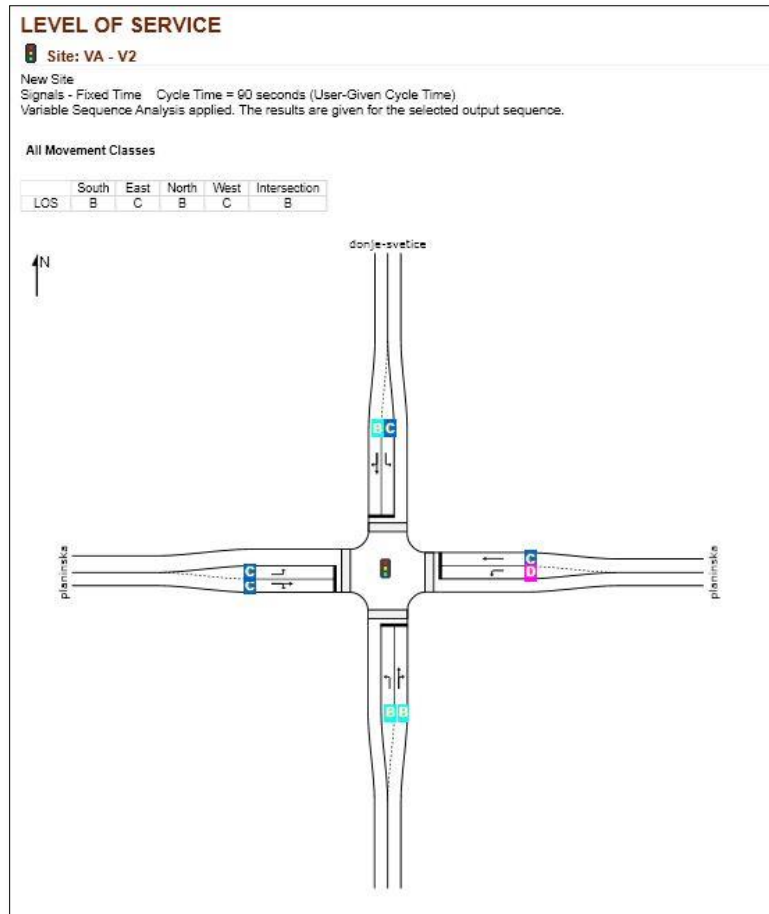 LEVEL OF SERVICE
Site: VA - V2
New Site
Signals - Fixed Time Cycle Time = 90 seconds (User-Given Cycle Time)
Variable Sequence Analysis applied. The results are given for the selected output sequence.
All Movement Classes
South East North West Intersection
LOS B C B C B
donje-svetice
N
B C
planinska
C
C
C
D
planinska
B B